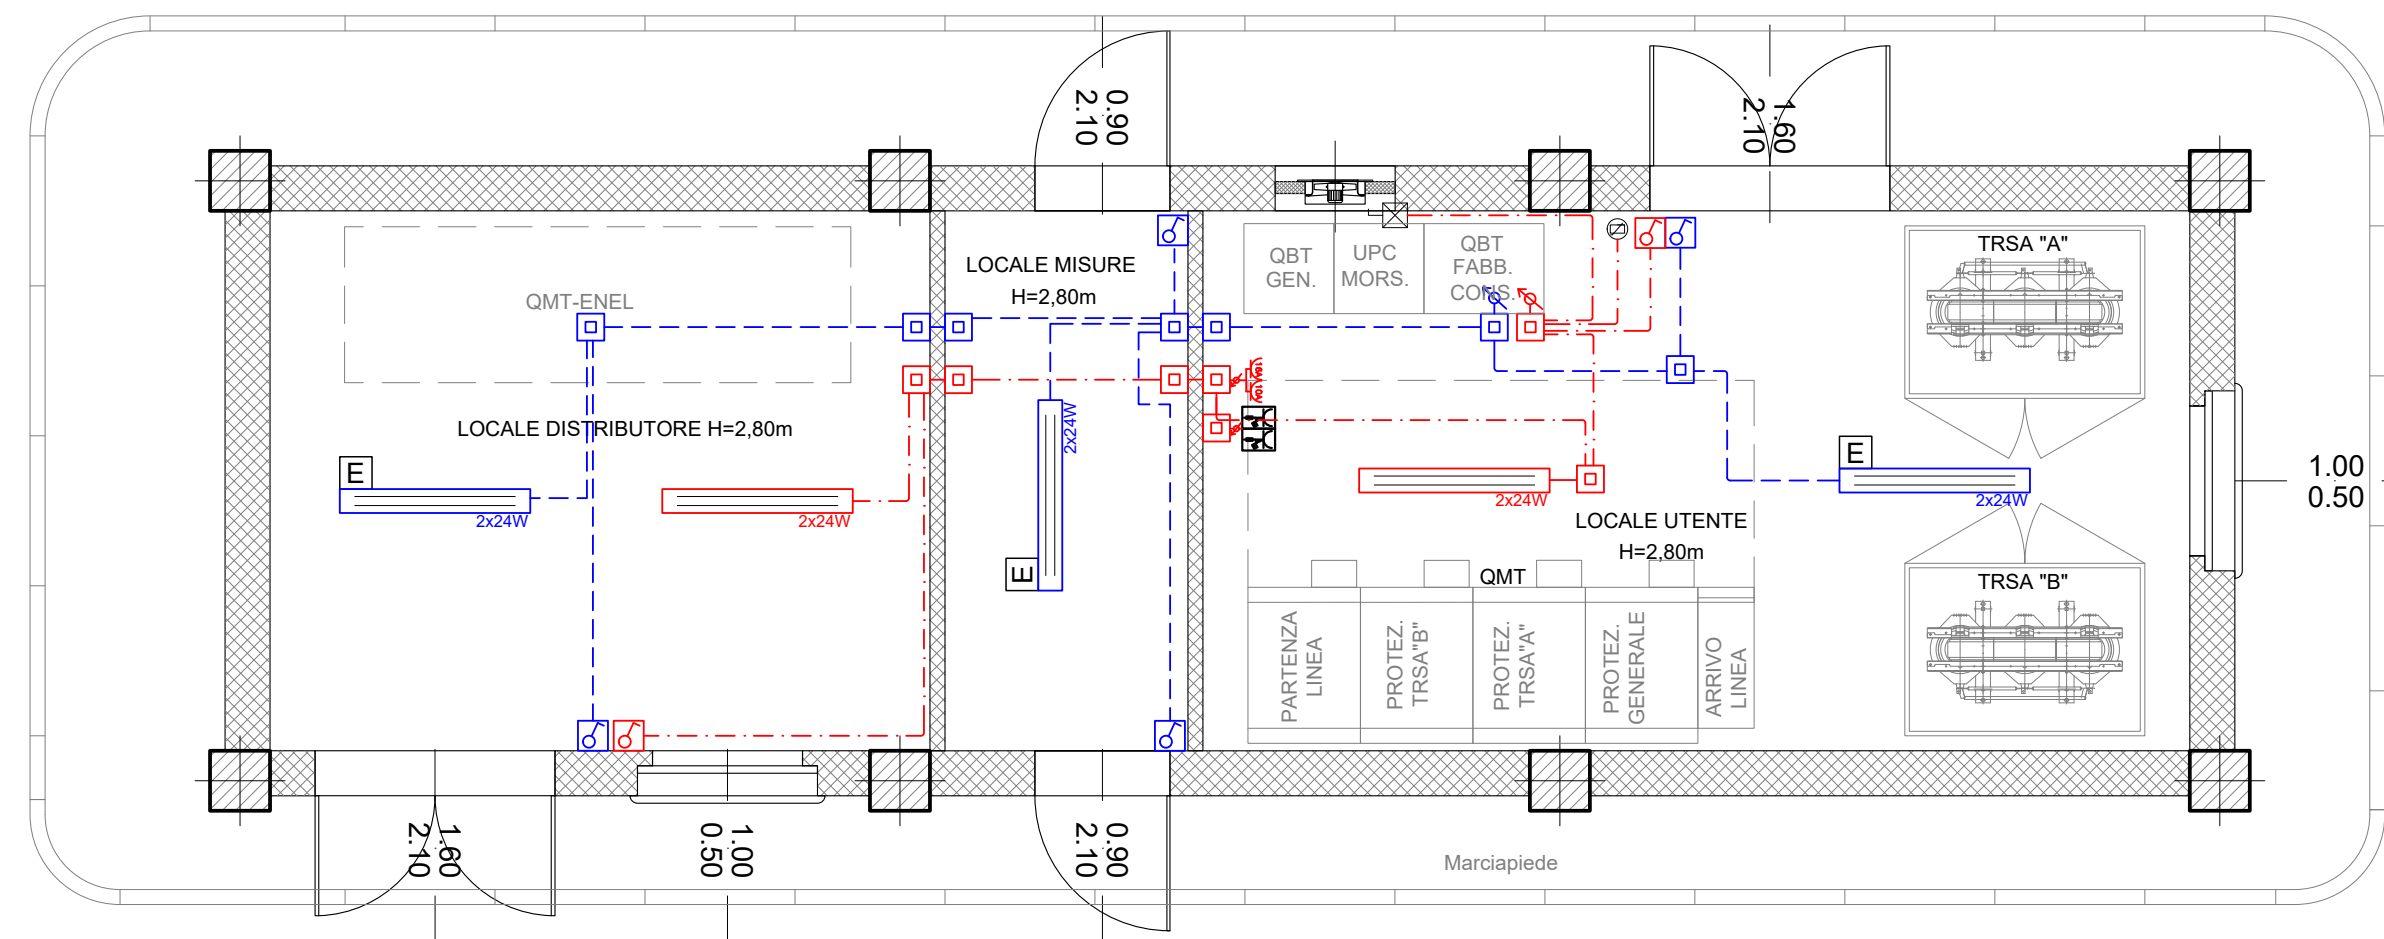 0.90
2.10
1.60
2.10
LOCALE MISURE
H=2,80m
QMT-ENEL
QBT
GEN.
UPC
MORS.
QBT
FABB.
CONS.
TRSA "A"
LOCALE DISTRIBUTORE H=2,80m
2x24W
E
2x24W
2x24W
E
2x24W
E
2x24W
1.00
0.50
LOCALE UTENTE
H=2,80m
QMT
TRSA "B"
E
PARTENZA
LINEA
PROTEZ.
TRSA"B"
PROTEZ.
TRSA"A"
PROTEZ.
GENERALE
ARRIVO
LINEA
1.60
2.10
1.00
0.50
0.90
2.10
Marciapiede